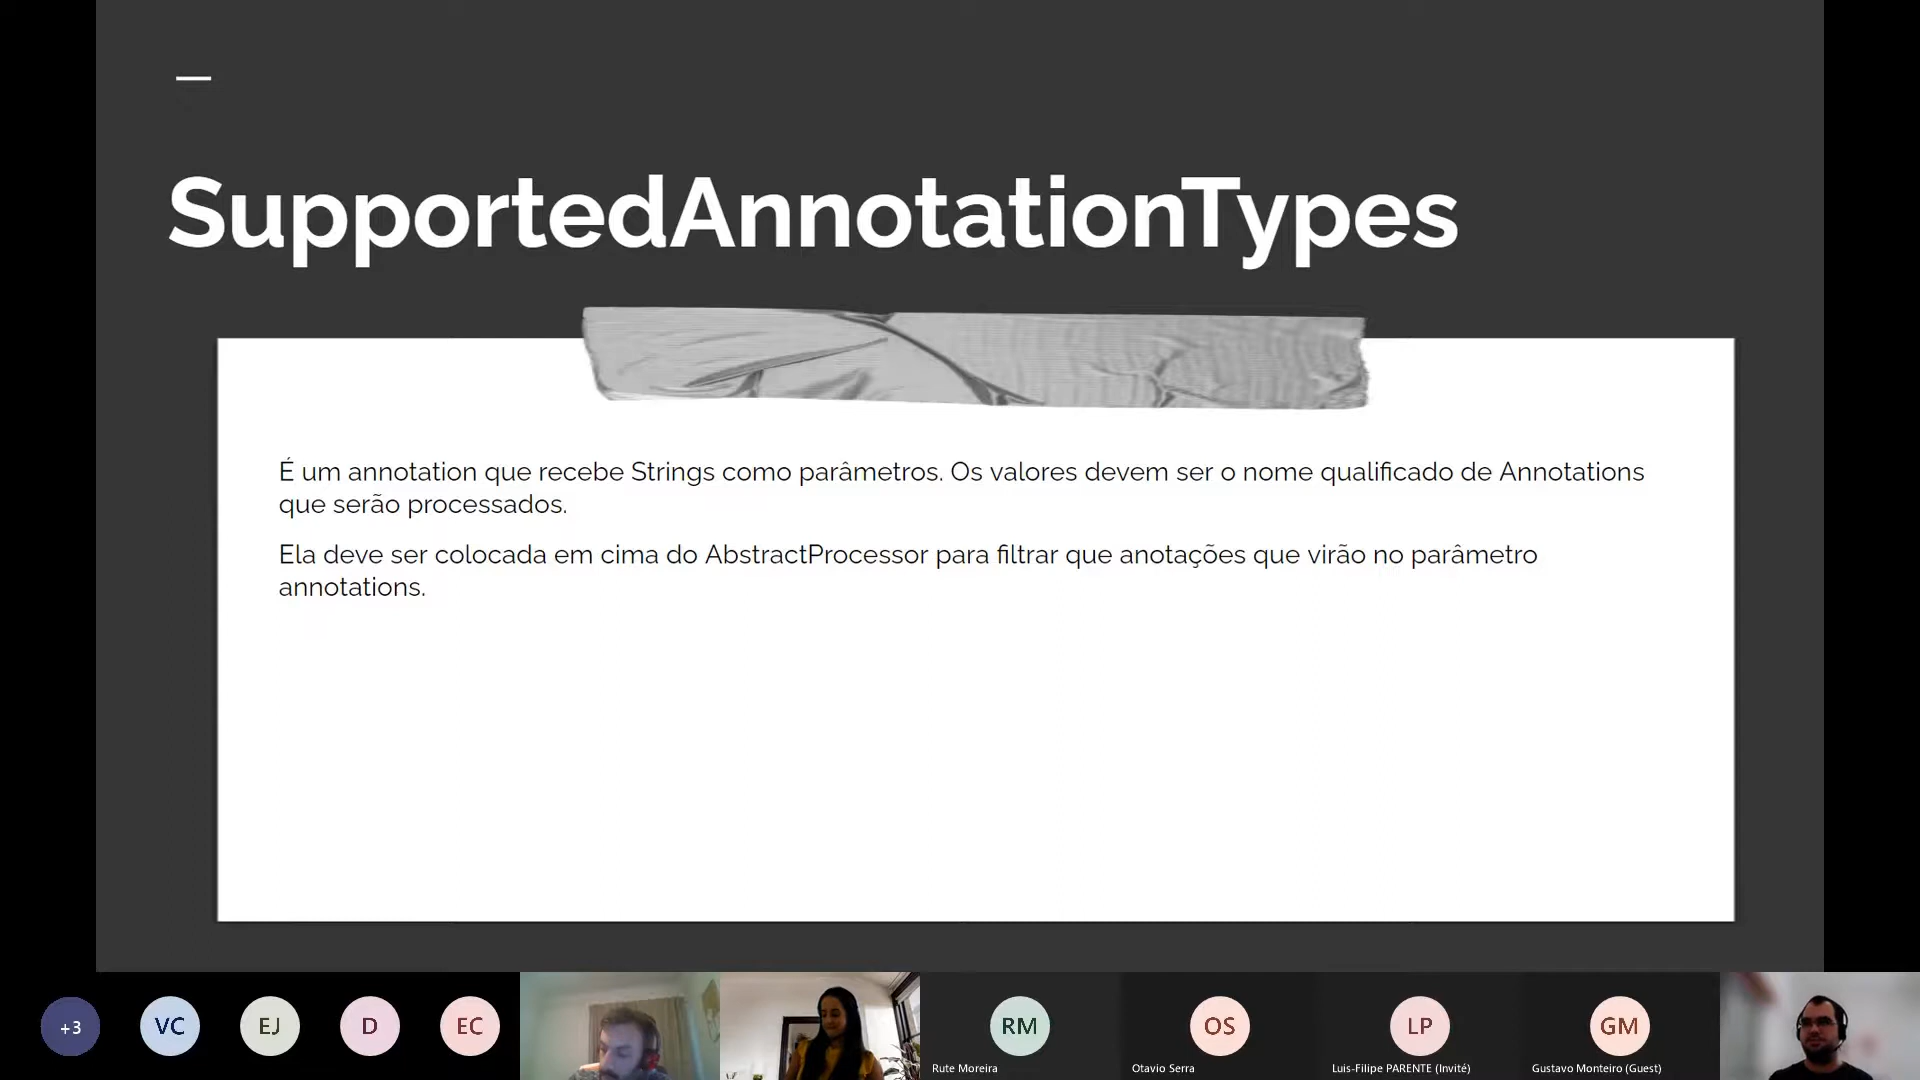 SupportedAnnotationTypes
É um annotation que recebe Strings como parâmetros. Os valores devem ser o nome qualificado de Annotations
que serão processados.
Ela deve ser colocada em cima do AbstractProcessor para filtrar que anotações que virão no parâmetro
annotations.
+3
VC
EJ
D
EC
RM
OS
LP
GM
Rute Moreira
Otavio Serra
Luis-Filipe PARENTE (Invité)
Gustavo Monteiro (Guest)